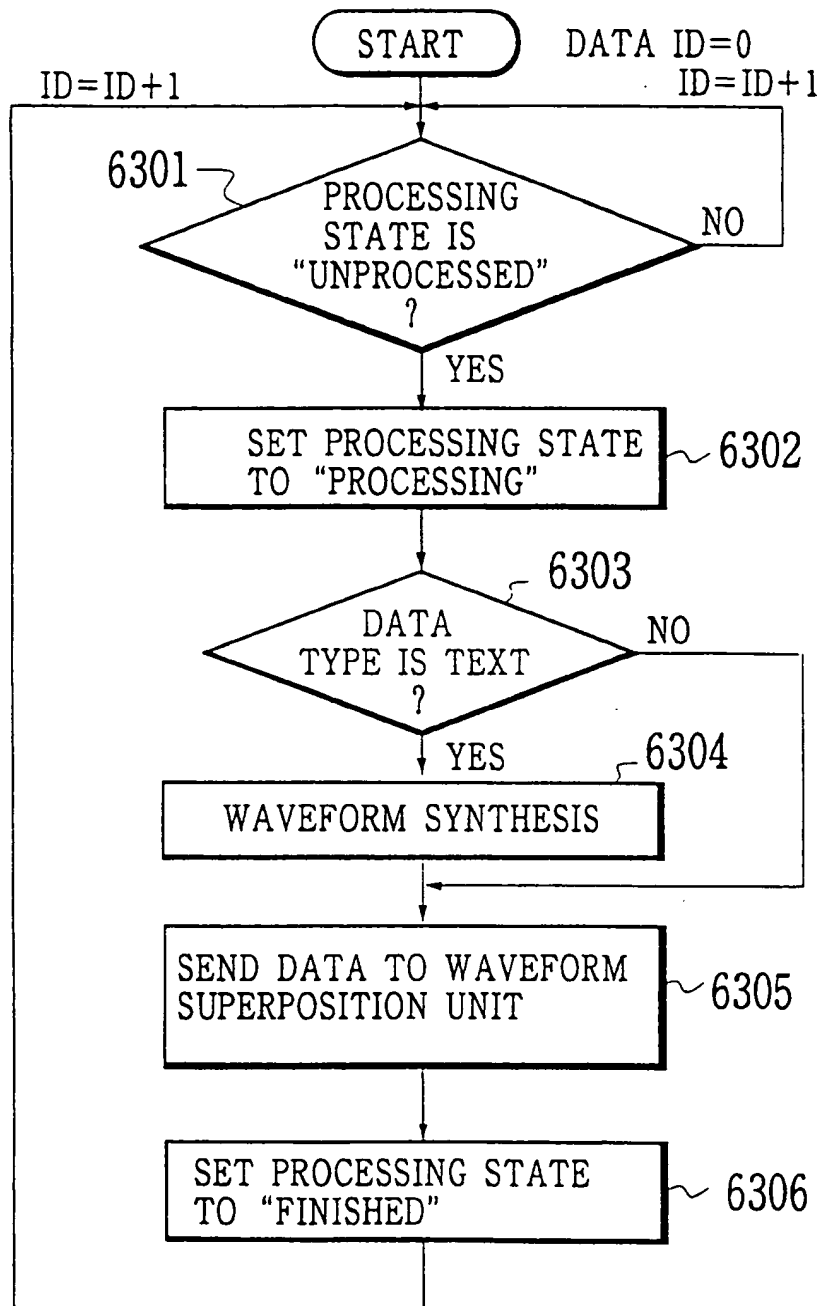 START
DATA ID=0
ID=ID+1
ID=ID+1
6301
PROCESSING
STATE IS
“UNPROCESSED”
?
NO
YES
SET PROCESSING STATE
TO “PROCESSING”
6302
6303
DATA
TYPE IS TEXT
?
NO
YES
6304
WAVEFORM SYNTHESIS
SEND DATA TO WAVEFORM
SUPERPOSITION UNIT
6305
SET PROCESSING STATE
TO “FINISHED”
6306